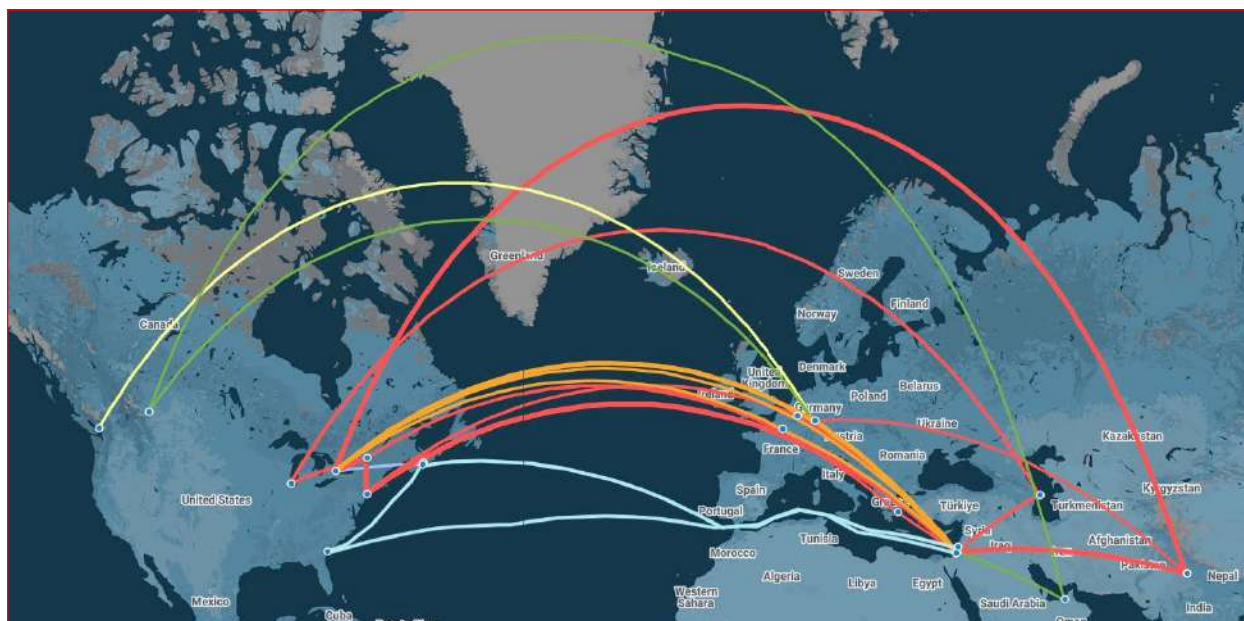 Greenland
Iceland
Sweden
Finland
Norway
Canada
Denmark
United
Kingdom
Belarus
Ireland
Poland
Germany
Ukraine
Kazakhstan
Austria
France
Romania
Italy
Kyrgyzstan
Spain
United States
Türkiye
Turkmenistan
Portugal
Syria
Tunisia
Iraq
Afghanistan
Morocco
Pakistan
Algeria
Libya
Egypt
Nepal
Western
Sahara
Saudi Arabia
Mexico
India
Cuba
Oman